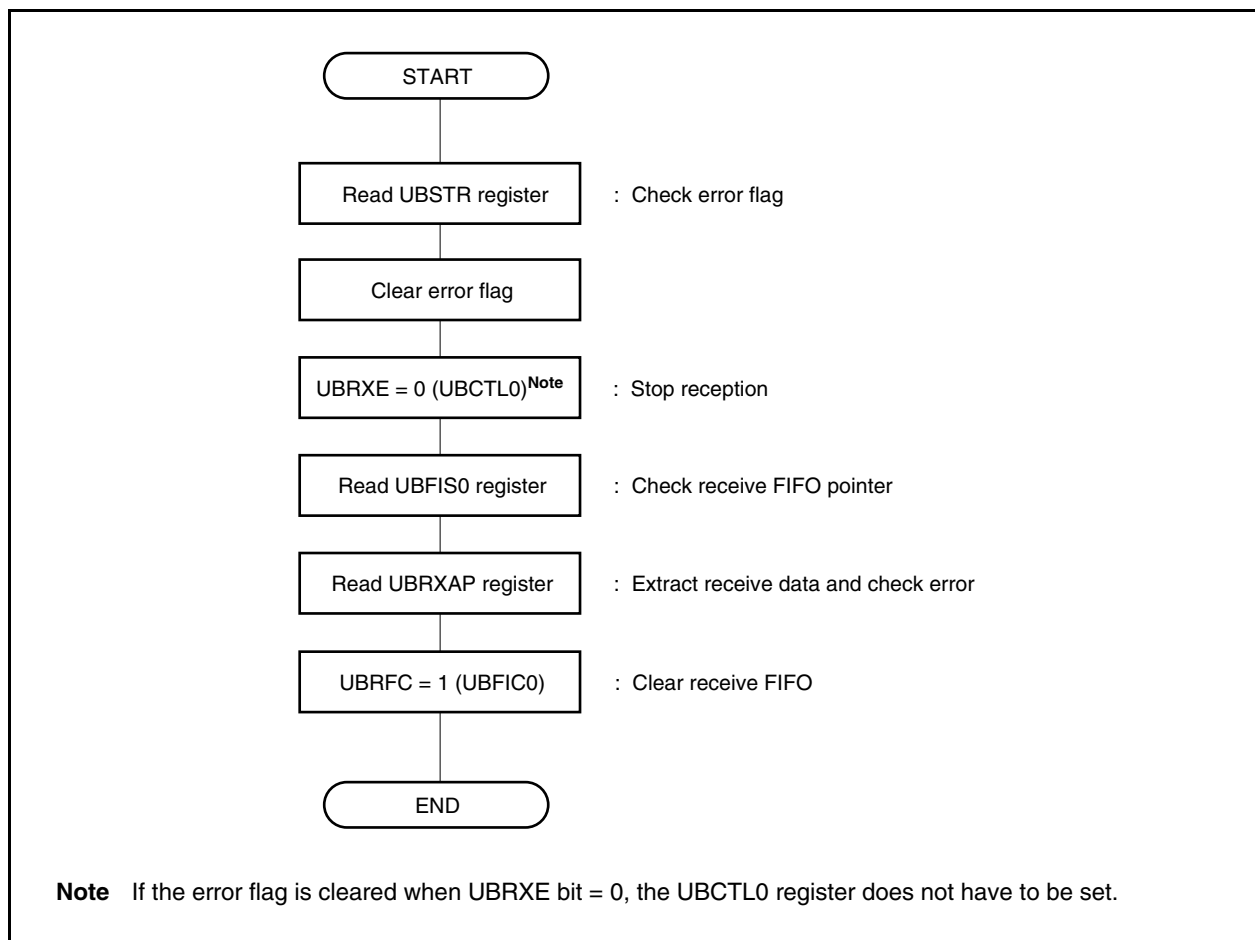 START
Read UBSTR register : Check error flag
Clear error flag
UBRXE = 0 (UBCTL0)Note : Stop reception
Read UBFIS0 register : Check receive FIFO pointer
Read UBRXAP register : Extract receive data and check error
UBRFC = 1 (UBFIC0) : Clear receive FIFO
END
Note If the error flag is cleared when UBRXE bit = 0, the UBCTL0 register does not have to be set.